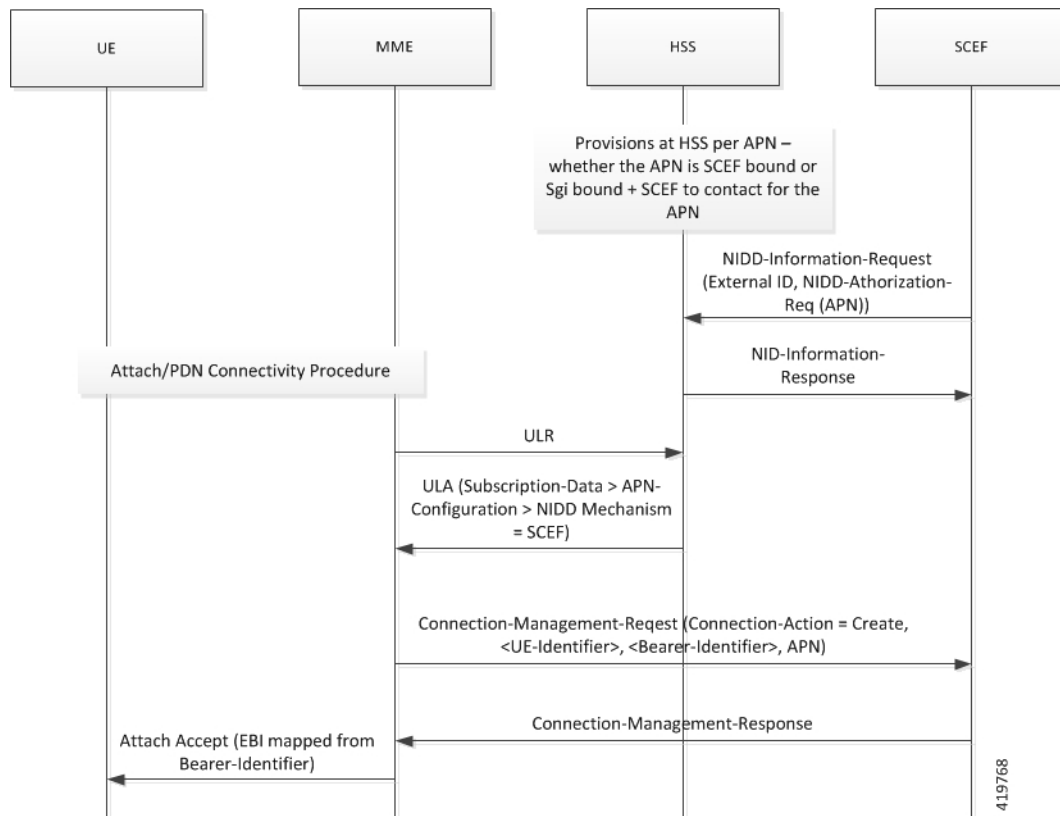 UE
MME
HSS
SCEF
Provisions at HSS per APN –
whether the APN is SCEF bound or
Sgi bound + SCEF to contact for the
APN
NIDD-Information-Request
(External ID, NIDD-Athorization-
Req (APN))
Attach/PDN Connectivity Procedure
NID-Information-
Response
ULR
ULA (Subscription-Data > APN-
Configuration > NIDD Mechanism
= SCEF)
Connection-Management-Reqest (Connection-Action = Create,
<UE-Identifier>, <Bearer-Identifier>, APN)
Connection-Management-Response
Attach Accept (EBI mapped from
Bearer-Identifier)
419768